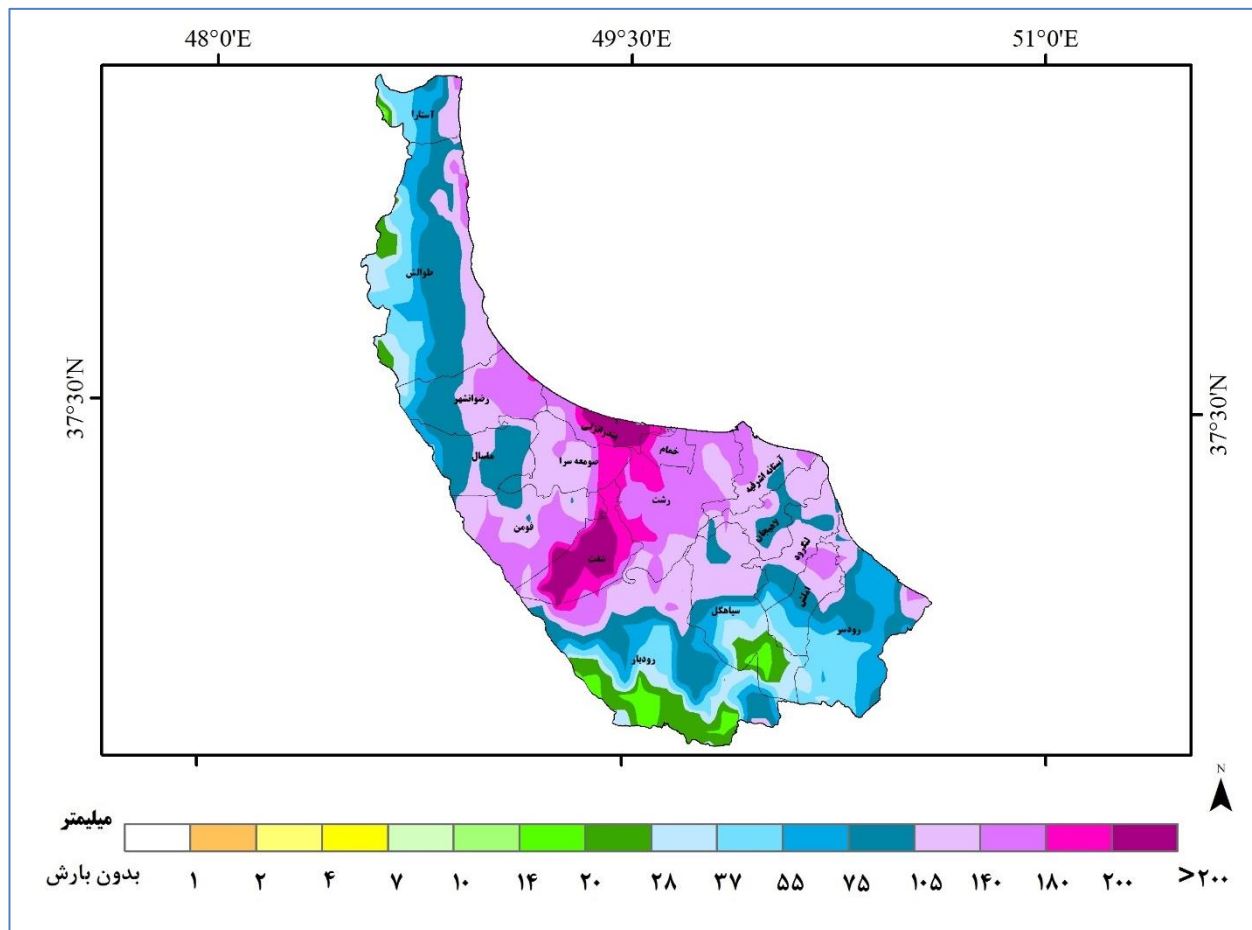 48°0'E 49°30'E 51°0'E
آستارا
طوالش
37°30'N 37°30'N
رضوانشهر
بندرانزلی
خمام
ماسال
صومعه سرا
آستانه اشرفیه
رشت
فومن
لاهیجان
لنگرود
شفت
املش
سیاهکل
رودسر
رودبار
N
میلیمتر
بدون بارش ۱ ۲ ۴ ۷ ۱۰ ۱۴ ۲۰ ۲۸ ۳۷ ۵۵ ۷۵ ۱۰۵ ۱۴۰ ۱۸۰ ۲۰۰ >۲۰۰